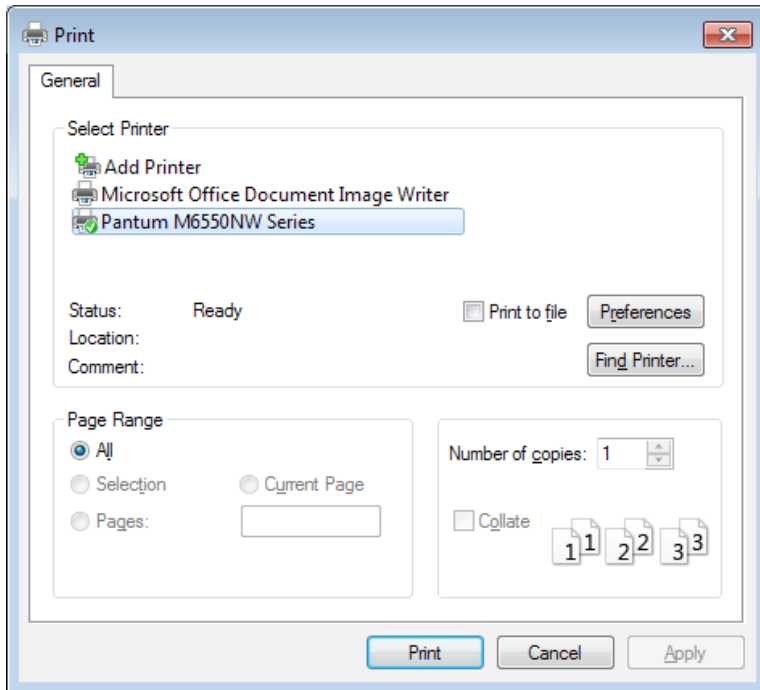 Print
General
Select Printer
Add Printer
Microsoft Office Document Image Writer
Pantum M6550NW Series
Status: Ready
Print to file
Preferences
Location:
Comment:
Find Printer...
Page Range
All
Selection
Current Page
Pages:
Number of copies: 1
Collate
1 1 2 2 3 3
Print
Cancel
Apply